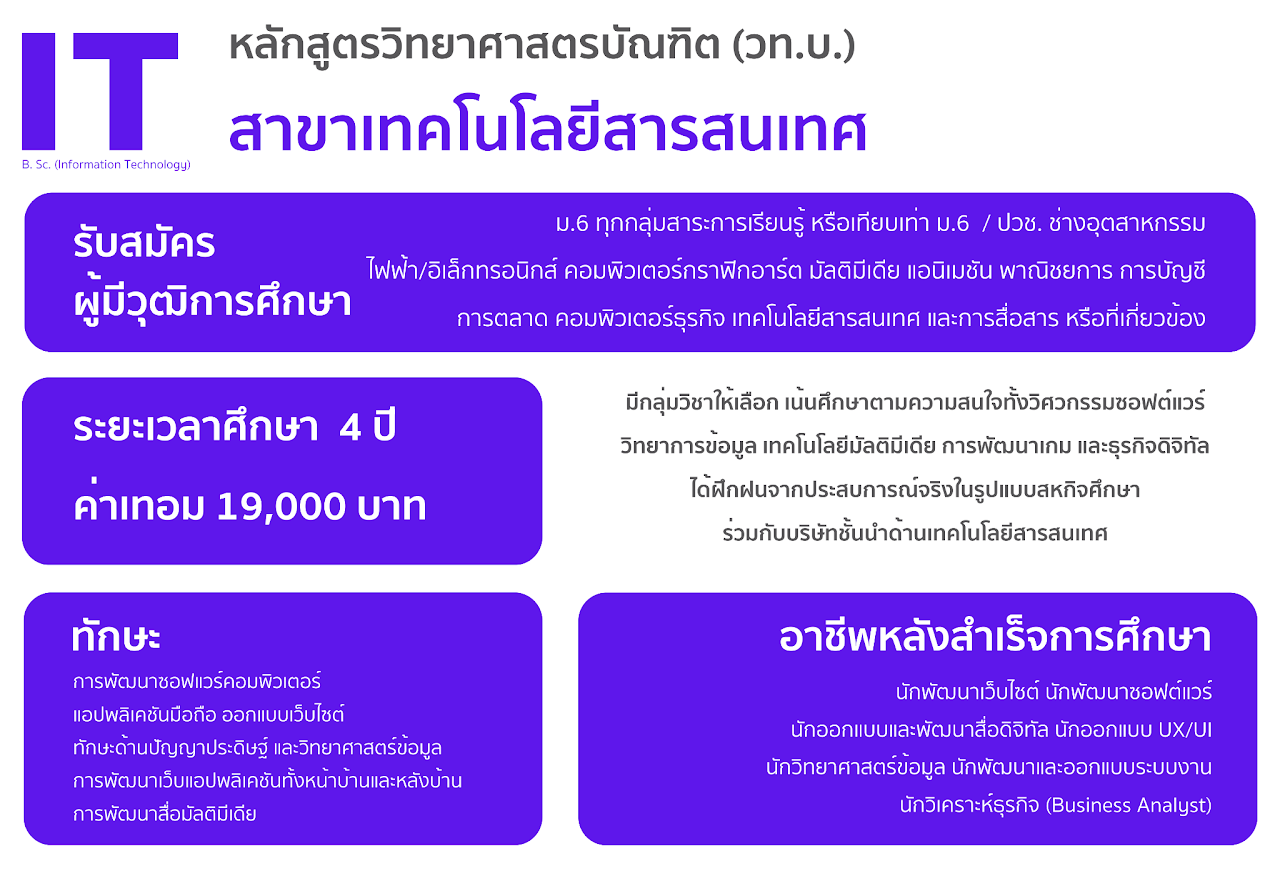 IT
B. Sc. (Information Technology)
หลักสูตรวิทยาศาสตรบัณฑิต (วท.บ.)
สาขาเทคโนโลยีสารสนเทศ
รับสมัคร
ผู้มีวุฒิการศึกษา
ม.6 ทุกกลุ่มสาระการเรียนรู้ หรือเทียบเท่า ม.6 / ปวช. ช่างอุตสาหกรรม
ไฟฟ้า/อิเล็กทรอนิกส์ คอมพิวเตอร์กราฟิกอาร์ต มัลติมีเดีย แอนิเมชัน พาณิชยการ การบัญชี
การตลาด คอมพิวเตอร์ธุรกิจ เทคโนโลยีสารสนเทศ และการสื่อสาร หรือที่เกี่ยวข้อง
ระยะเวลาศึกษา 4 ปี
ค่าเทอม 19,000 บาท
มีกลุ่มวิชาให้เลือก เน้นศึกษาตามความสนใจทั้งวิศวกรรมซอฟต์แวร์
วิทยาการข้อมูล เทคโนโลยีมัลติมีเดีย การพัฒนาเกม และธุรกิจดิจิทัล
ได้ฝึกฝนจากประสบการณ์จริงในรูปแบบสหกิจศึกษา
ร่วมกับบริษัทชั้นนำด้านเทคโนโลยีสารสนเทศ
ทักษะ
การพัฒนาซอฟแวร์คอมพิวเตอร์
แอปพลิเคชันมือถือ ออกแบบเว็บไซต์
ทักษะด้านปัญญาประดิษฐ์ และวิทยาศาสตร์ข้อมูล
การพัฒนาเว็บแอปพลิเคชันทั้งหน้าบ้านและหลังบ้าน
การพัฒนาสื่อมัลติมีเดีย
อาชีพหลังสำเร็จการศึกษา
นักพัฒนาเว็บไซต์ นักพัฒนาซอฟต์แวร์
นักออกแบบและพัฒนาสื่อดิจิทัล นักออกแบบ UX/UI
นักวิทยาศาสตร์ข้อมูล นักพัฒนาและออกแบบระบบงาน
นักวิเคราะห์ธุรกิจ (Business Analyst)